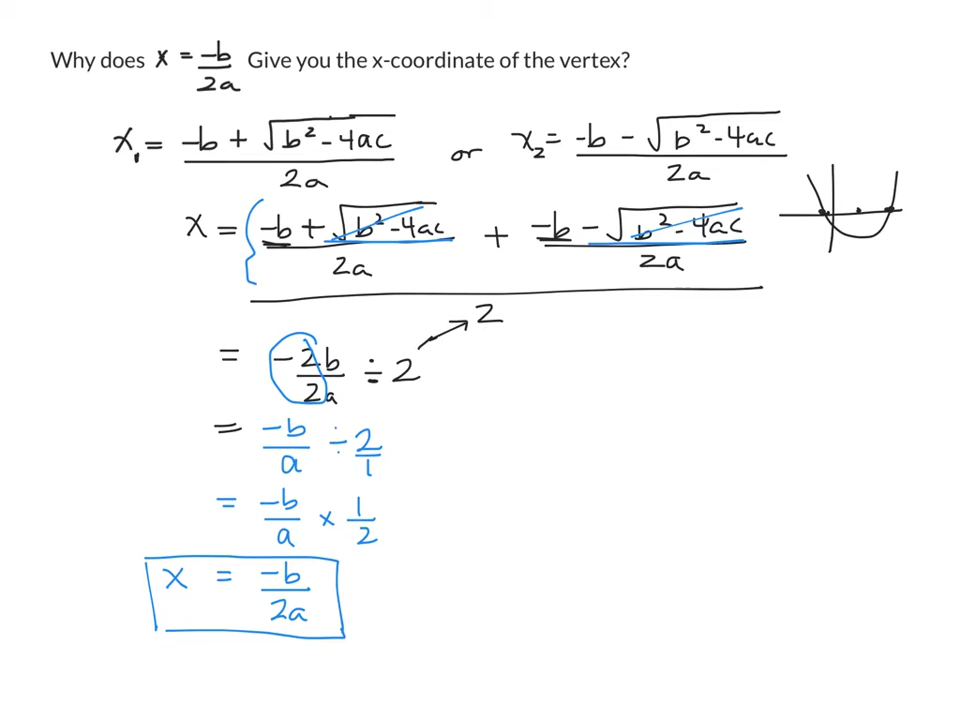 Why does x = -b/2a Give you the x-coordinate of the vertex?
x₁ = (-b + √(b² - 4ac))/2a or x₂ = (-b - √(b² - 4ac))/2a
x = {((-b + √(b² - 4ac))/2a + (-b - √(b² - 4ac))/2a)/2
= -2b/2a ÷ 2
= -b/a ÷ 2/1
= -b/a × 1/2
x = -b/2a